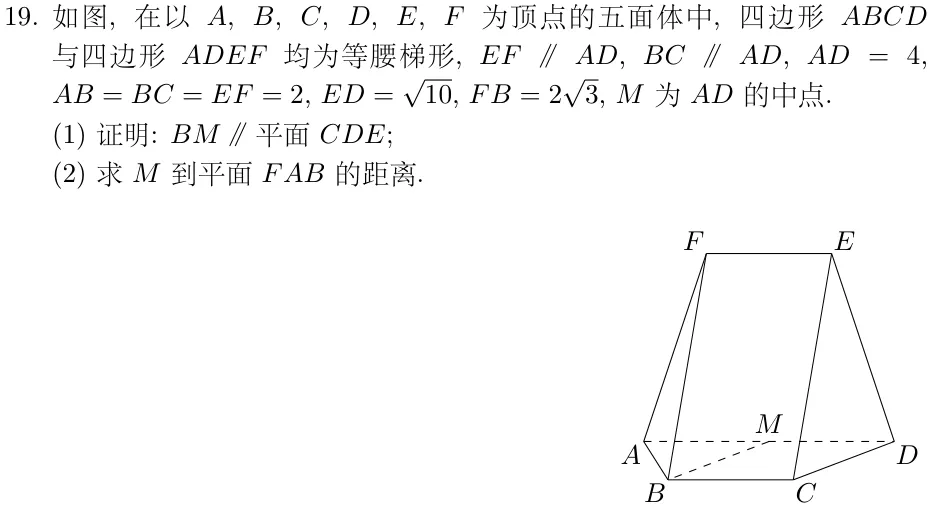 19. 如图, 在以 A, B, C, D, E, F 为顶点的五面体中, 四边形 ABCD
与四边形 ADEF 均为等腰梯形, EF ∥ AD, BC ∥ AD, AD = 4,
AB = BC = EF = 2, ED = √10, FB = 2√3, M 为 AD 的中点.
(1) 证明: BM ∥ 平面 CDE;
(2) 求 M 到平面 FAB 的距离.
F E
M
A D
B C